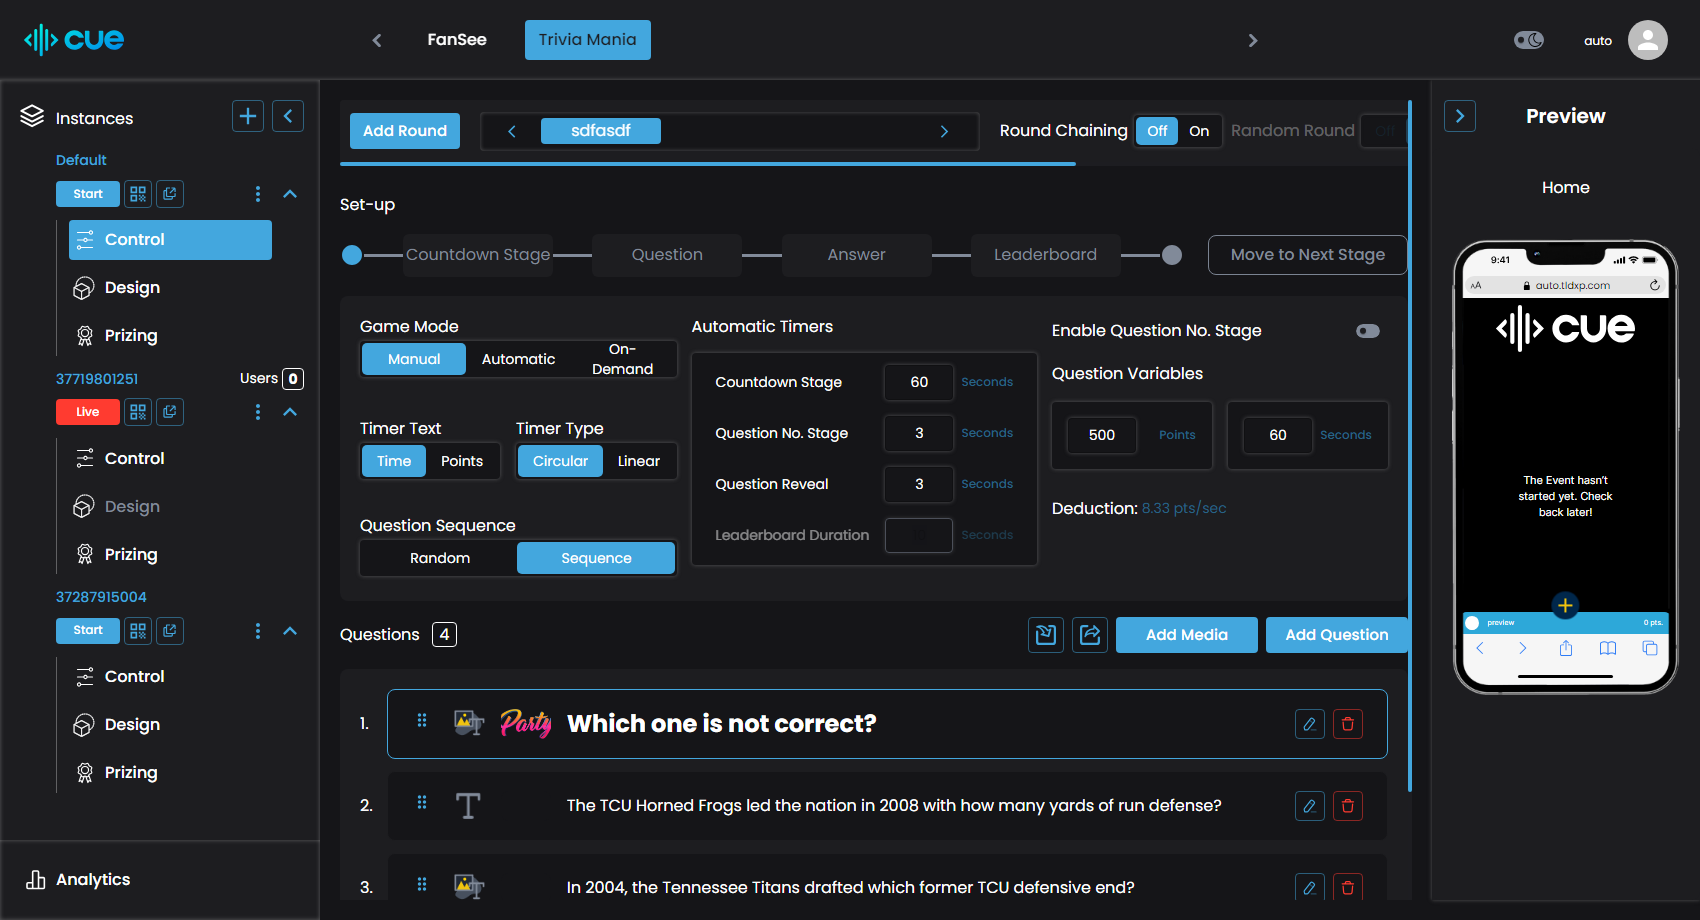 cue
FanSee
Trivia Mania
auto
Instances
Default
Start
Control
Design
Prizing
37719801251
Users 0
Live
Control
Design
Prizing
37287915004
Start
Control
Design
Prizing
Analytics
Add Round
sdfasdf
Round Chaining
Off
On
Random Round
Off
Set-up
Countdown Stage
Question
Answer
Leaderboard
Move to Next Stage
Game Mode
Manual
Automatic
On-
Demand
Timer Text
Time
Points
Timer Type
Circular
Linear
Question Sequence
Random
Sequence
Automatic Timers
Countdown Stage 60 Seconds
Question No. Stage 3 Seconds
Question Reveal 3 Seconds
Leaderboard Duration Seconds
Enable Question No. Stage
Question Variables
500 Points
60 Seconds
Deduction: 8.33 pts/sec
Questions 4
Add Media
Add Question
1. Party Which one is not correct?
2. T The TCU Horned Frogs led the nation in 2008 with how many yards of run defense?
3. In 2004, the Tennessee Titans drafted which former TCU defensive end?
Preview
Home
9:41
AA auto.tldxp.com
cue
The Event hasn't
started yet. Check
back later!
preview 0 pts.